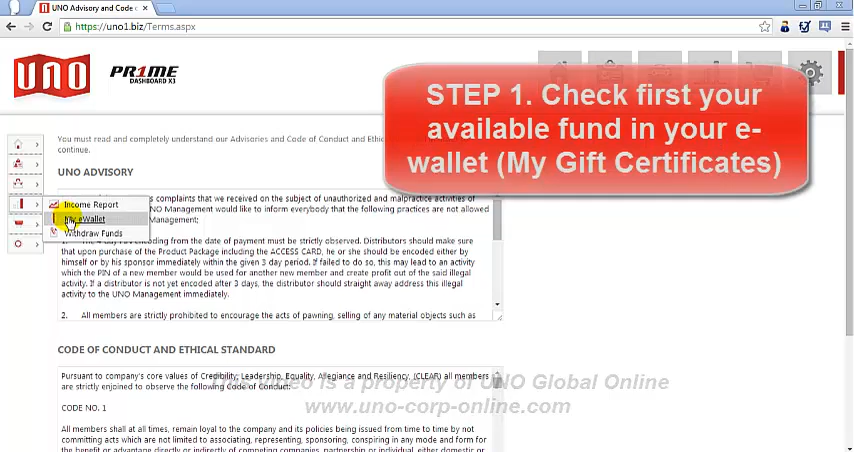 UNO Advisory and Code o
https://uno1.biz/Terms.aspx
UNO
PR1ME
DASHBOARD X3
STEP 1. Check first your
available fund in your e-
wallet (My Gift Certificates)
You must read and completely understand our Advisories and Code of Conduct and Ethic
continue.
UNO ADVISORY
complaints that we received on the subject of unauthorized and malpractice activities of
UNO Management would like to inform everybody that the following practices are not allowed
Management;
Income Report
eWallet
Withdraw Funds
encoding from the date of payment must be strictly observed. Distributors should make sure
that upon purchase of the Product Package including the ACCESS CARD, he or she should be encoded either by
himself or by his sponsor immediately within the given 3 day period. If failed to do so, this may lead to an activity
which the PIN of a new member would be used for another new member and create profit out of the said illegal
activity. If a distributor is not yet encoded after 3 days, the distributor should straight away address this illegal
activity to the UNO Management immediately.
2. All members are strictly prohibited to encourage the acts of pawning, selling of any material objects such as
CODE OF CONDUCT AND ETHICAL STANDARD
Pursuant to company's core values of Credibility, Leadership, Equality, Allegiance and Resiliency, (CLEAR) all members
are strictly enjoined to observe the following Code of Conduct:
This video is a property of UNO Global Online
www.uno-corp-online.com
CODE NO. 1
All members shall at all times, remain loyal to the company and its policies being issued from time to time by not
committing acts which are not limited to associating, representing, sponsoring, conspiring in any mode and form for
the benefit or advantage directly or indirectly of competing companies, partnership or individual, either domestic or